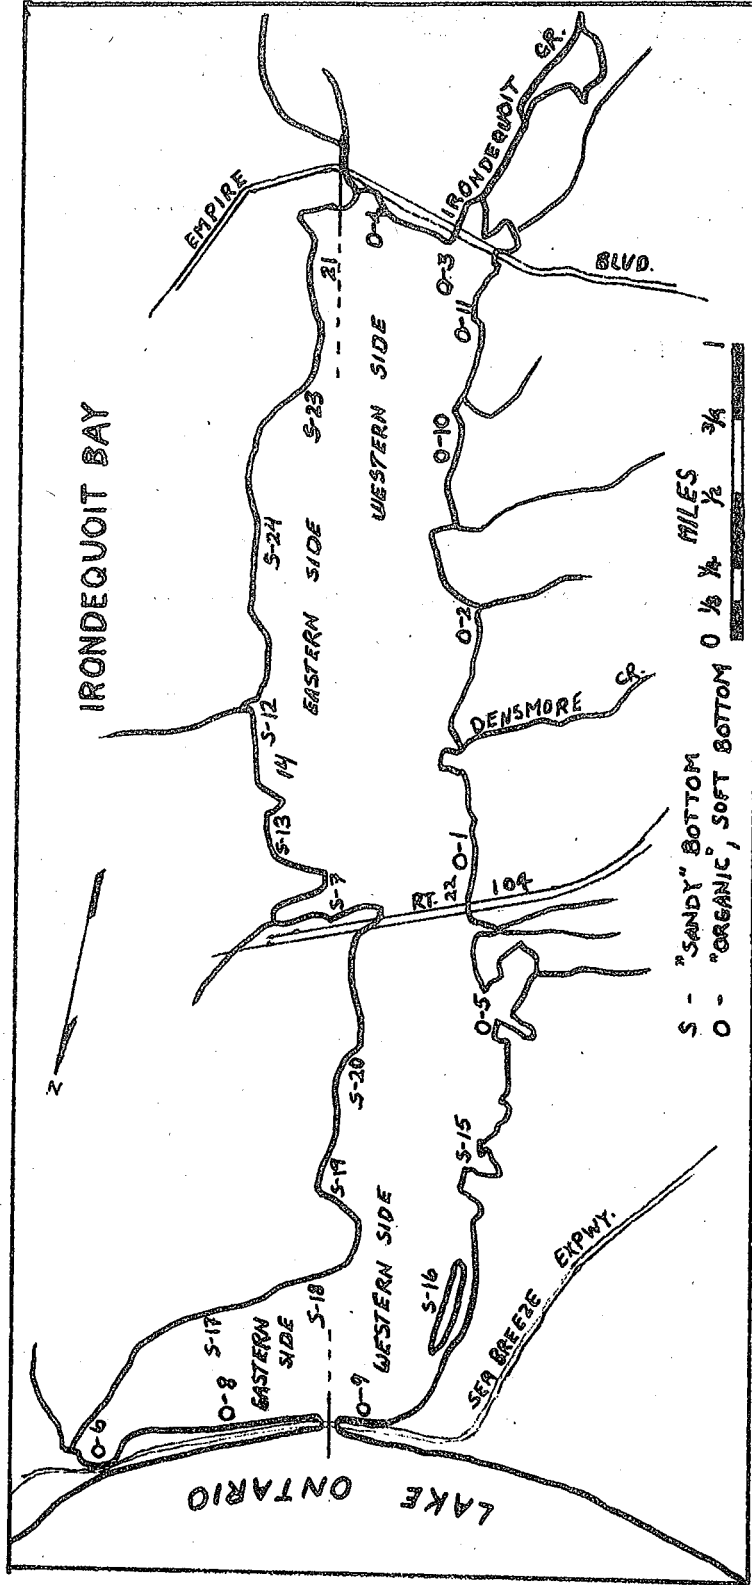 IRONDEQUOIT BAY
N
EMPIRE
BLVD.
IRONDEQUOIT CR.
LAKE ONTARIO
O-6
S-17
O-8
EASTERN
SIDE
S-18
S-19
S-20
S-7
S-13
14
S-12
S-24
S-23
21
EASTERN SIDE
WESTERN SIDE
WESTERN SIDE
O-4
O-3
O-11
O-10
O-2
O-1
RT. 104
22
O-5
S-15
S-16
O-9
DENSMORE CR.
SEA BREEZE EXPWY.
S - "SANDY" BOTTOM
O - "ORGANIC", SOFT BOTTOM
MILES
0 1/8 1/4 1/2 3/4 1